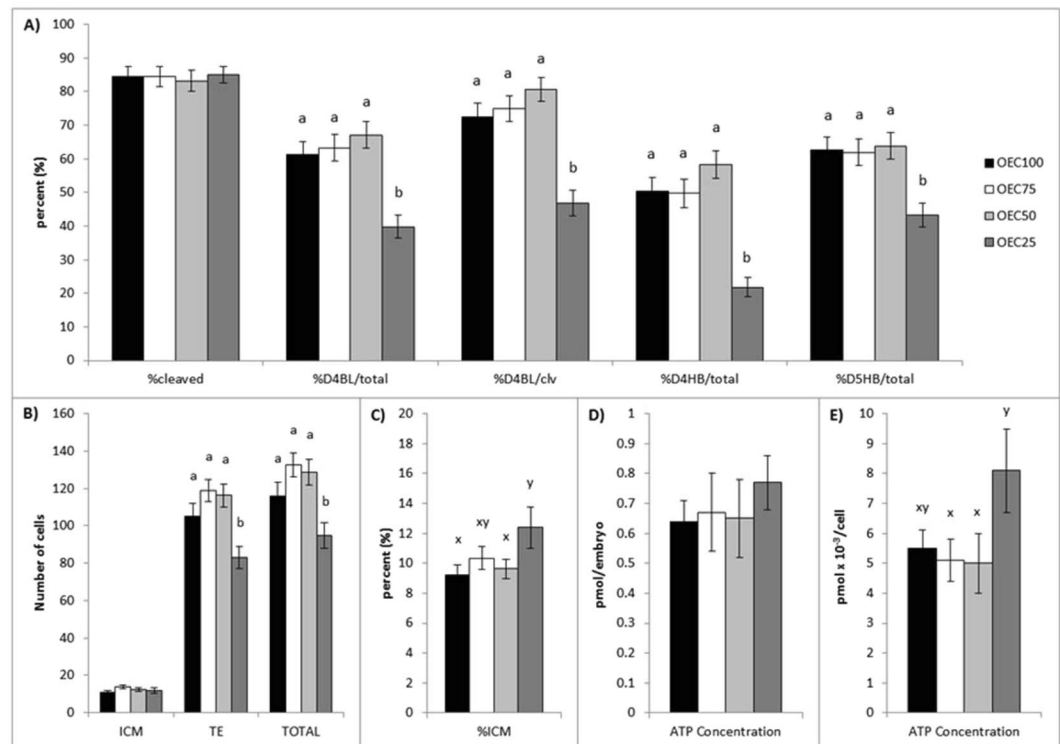 A)
percent (%)
100
90
80
70
60
50
40
30
20
10
0
a a a b
a a a b
a a a b
a a a b
%cleaved %D4BL/total %D4BL/clv %D4HB/total %D5HB/total
OEC100
OEC75
OEC50
OEC25
B)
Number of cells
160
140
120
100
80
60
40
20
0
a a a b
a a a b
ICM TE TOTAL
C)
percent (%)
20
18
16
14
12
10
8
6
4
2
0
x xy x y
%ICM
D)
pmol/embryo
1
0.9
0.8
0.7
0.6
0.5
0.4
0.3
0.2
0.1
0
ATP Concentration
E)
pmol x 10⁻³/cell
10
9
8
7
6
5
4
3
2
1
0
xy x x y
ATP Concentration